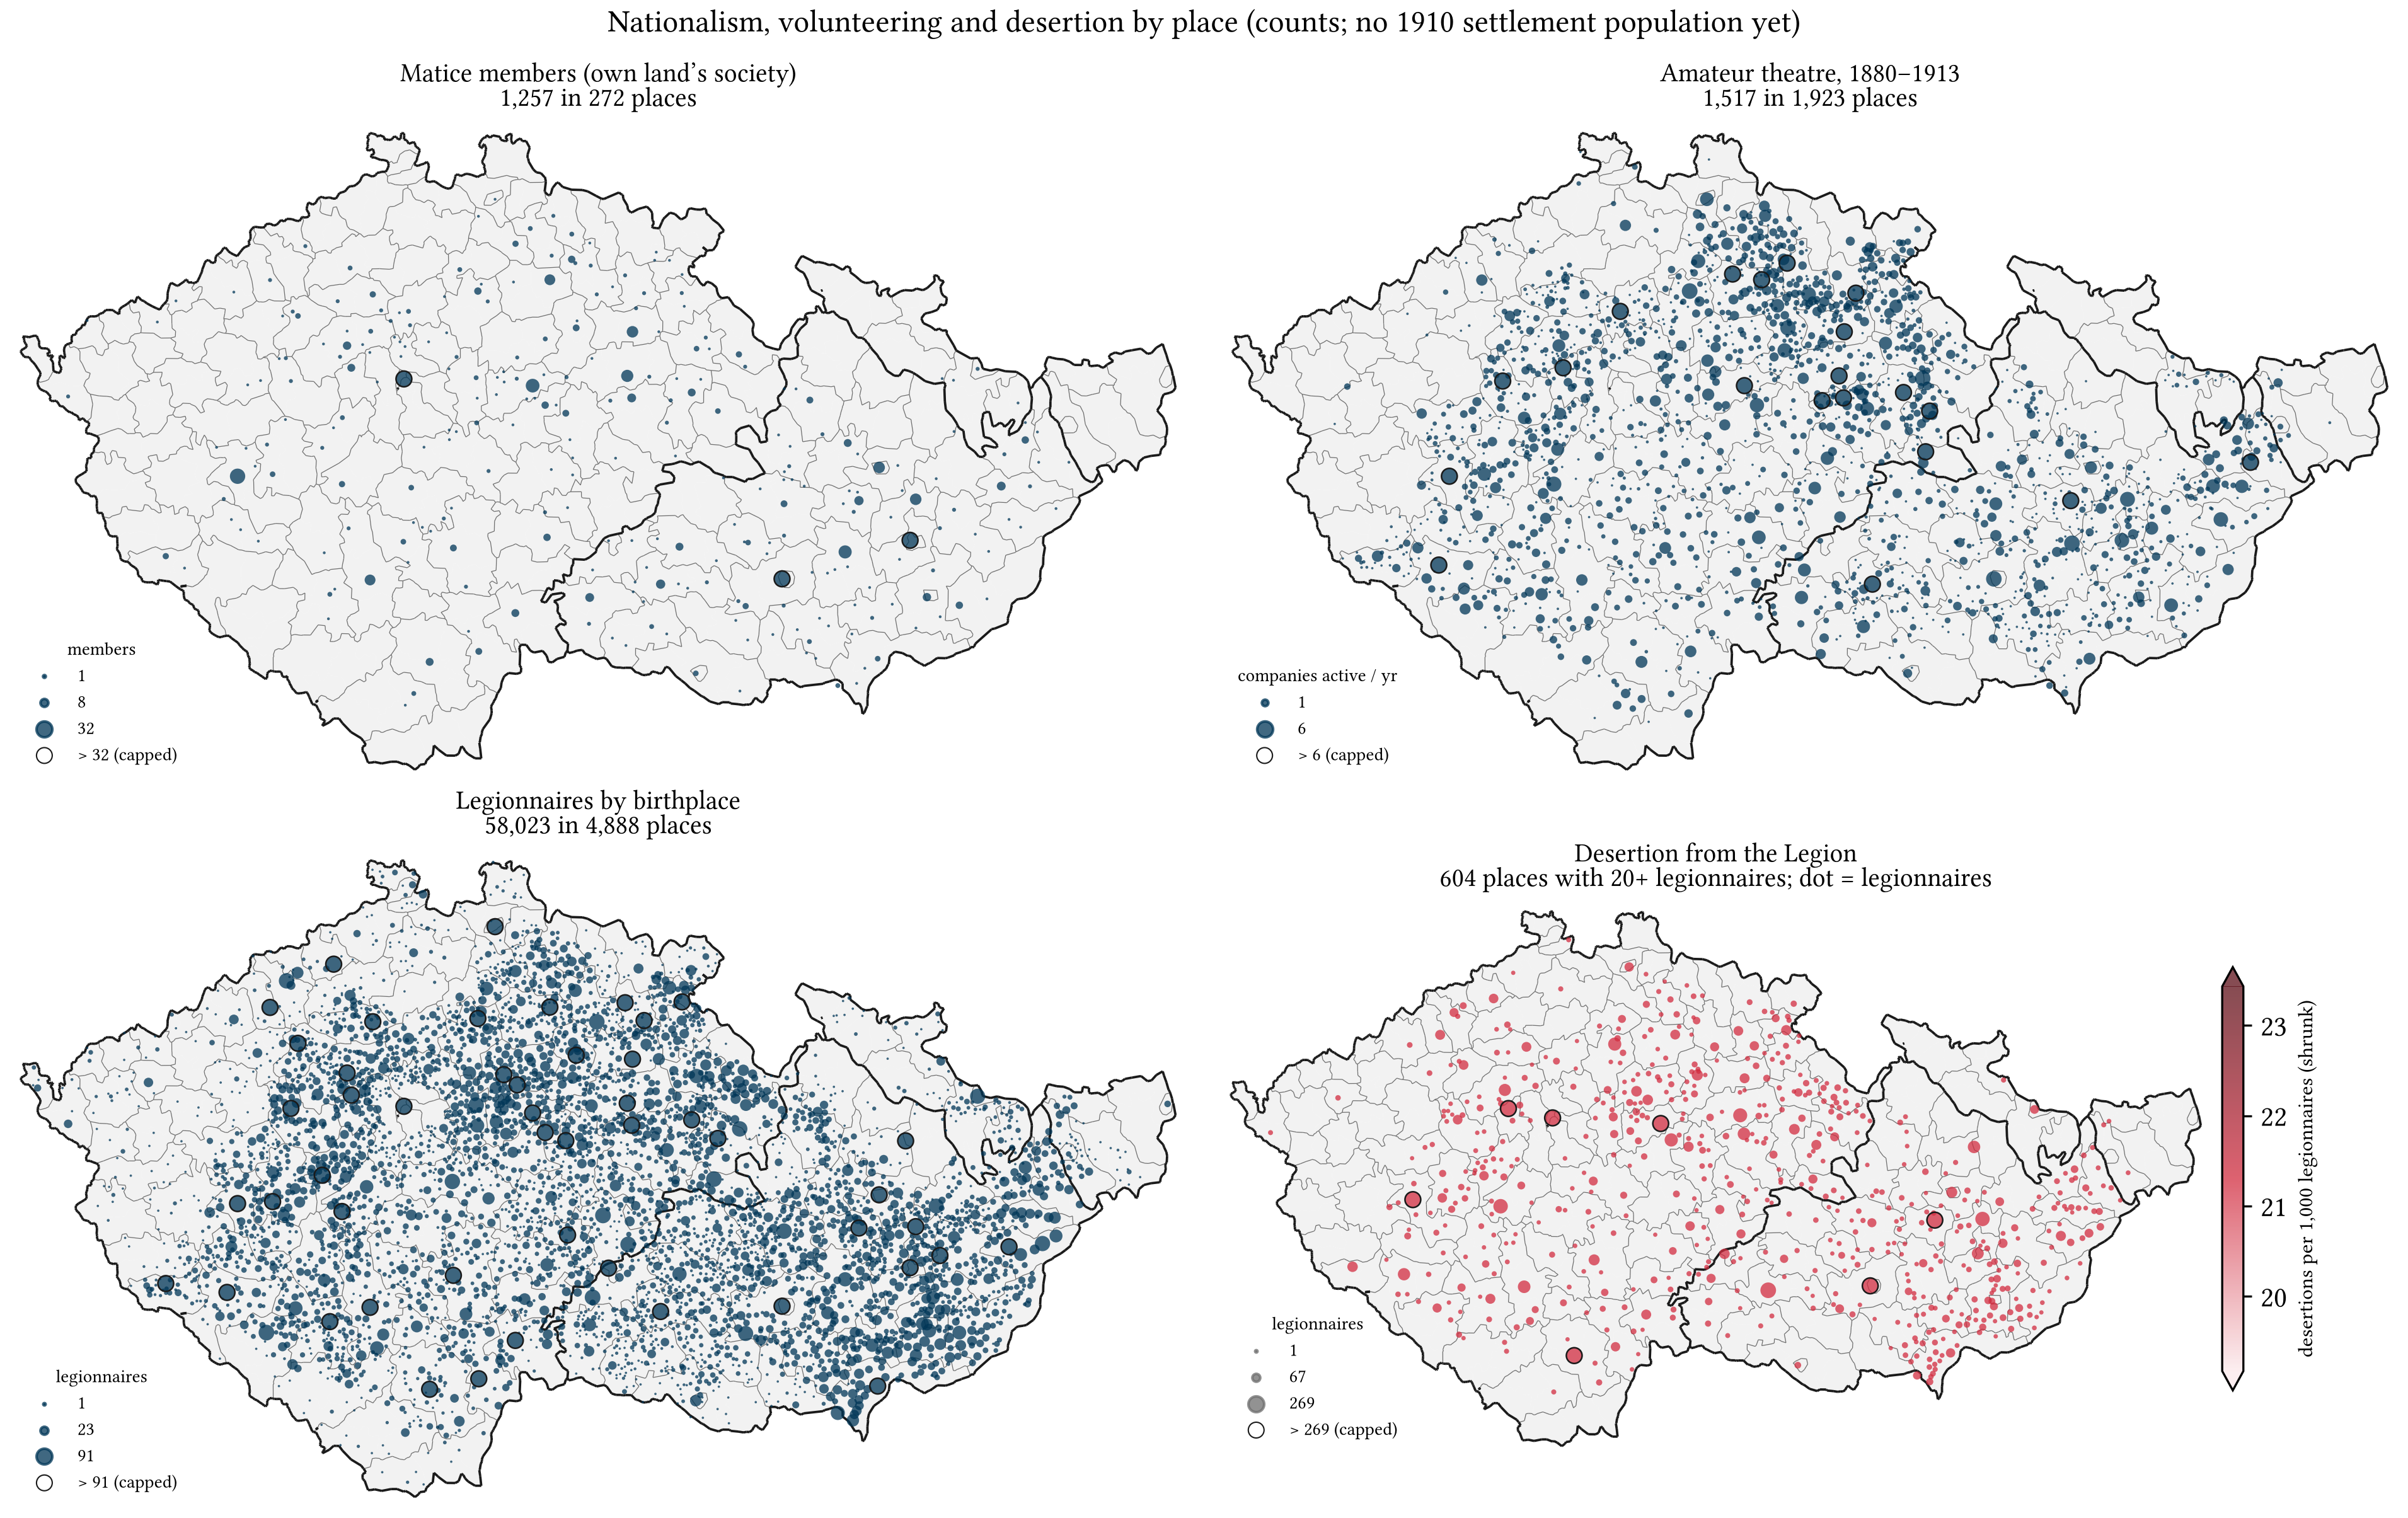 Nationalism, volunteering and desertion by place (counts; no 1910 settlement population yet)
Matice members (own land’s society)
1,257 in 272 places
members
1
8
32
> 32 (capped)
Amateur theatre, 1880–1913
1,517 in 1,923 places
companies active / yr
1
6
> 6 (capped)
Legionnaires by birthplace
58,023 in 4,888 places
legionnaires
1
23
91
> 91 (capped)
Desertion from the Legion
604 places with 20+ legionnaires; dot = legionnaires
legionnaires
1
67
269
> 269 (capped)
23
22
21
20
desertions per 1,000 legionnaires (shrunk)